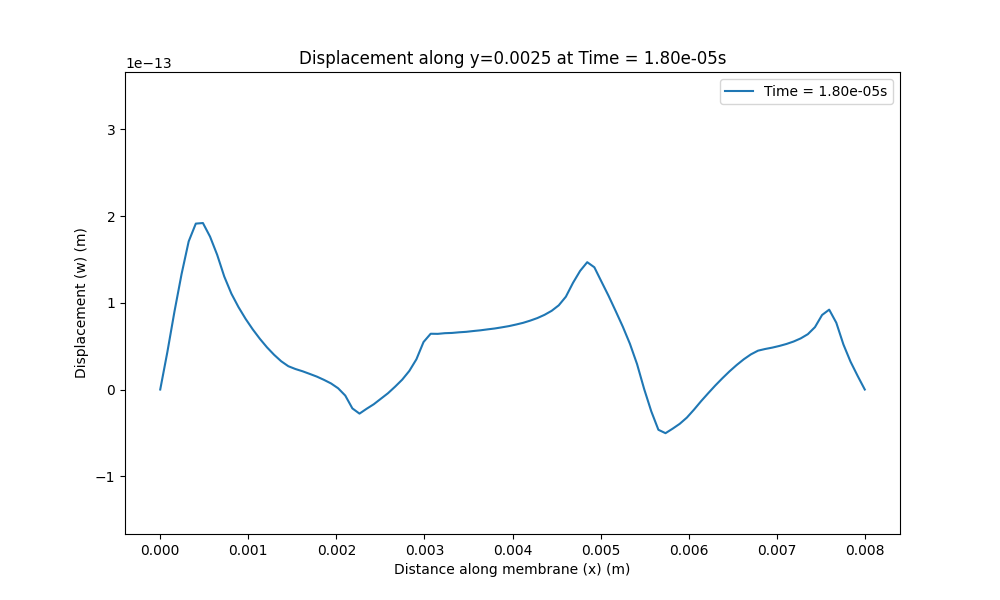 Displacement along y=0.0025 at Time = 1.80e-05s
1e−13
Time = 1.80e-05s
3
2
1
0
−1
Displacement (w) (m)
0.000 0.001 0.002 0.003 0.004 0.005 0.006 0.007 0.008
Distance along membrane (x) (m)